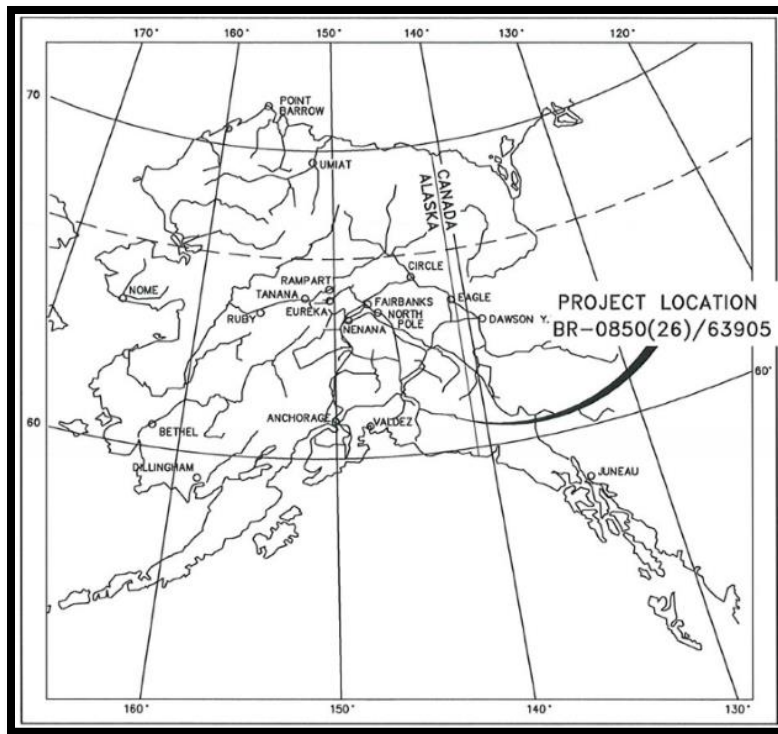 170°
160°
150°
140°
130°
120°
70
POINT
BARROW
UMIAT
CANADA
ALASKA
CIRCLE
RAMPART
TANANA
EUREKA
RUBY
NOME
FAIRBANKS
NORTH
POLE
NENANA
EAGLE
DAWSON Y.
PROJECT LOCATION
BR-0850(26)/63905
60°
60
BETHEL
ANCHORAGE
VALDEZ
DILLINGHAM
JUNEAU
160°
150°
140°
130°